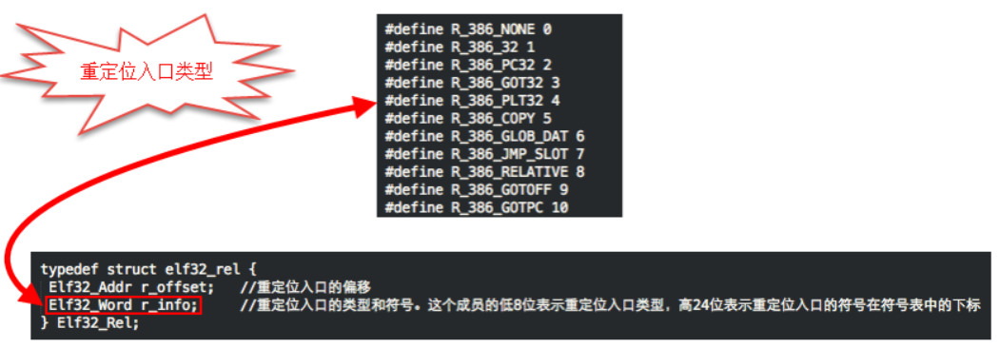 重定位入口类型
#define R_386_NONE 0
#define R_386_32 1
#define R_386_PC32 2
#define R_386_GOT32 3
#define R_386_PLT32 4
#define R_386_COPY 5
#define R_386_GLOB_DAT 6
#define R_386_JMP_SLOT 7
#define R_386_RELATIVE 8
#define R_386_GOTOFF 9
#define R_386_GOTPC 10
typedef struct elf32_rel {
Elf32_Addr r_offset; //重定位入口的偏移
Elf32_Word r_info; //重定位入口的类型和符号。这个成员的低8位表示重定位入口类型，高24位表示重定位入口的符号在符号表中的下标
} Elf32_Rel;